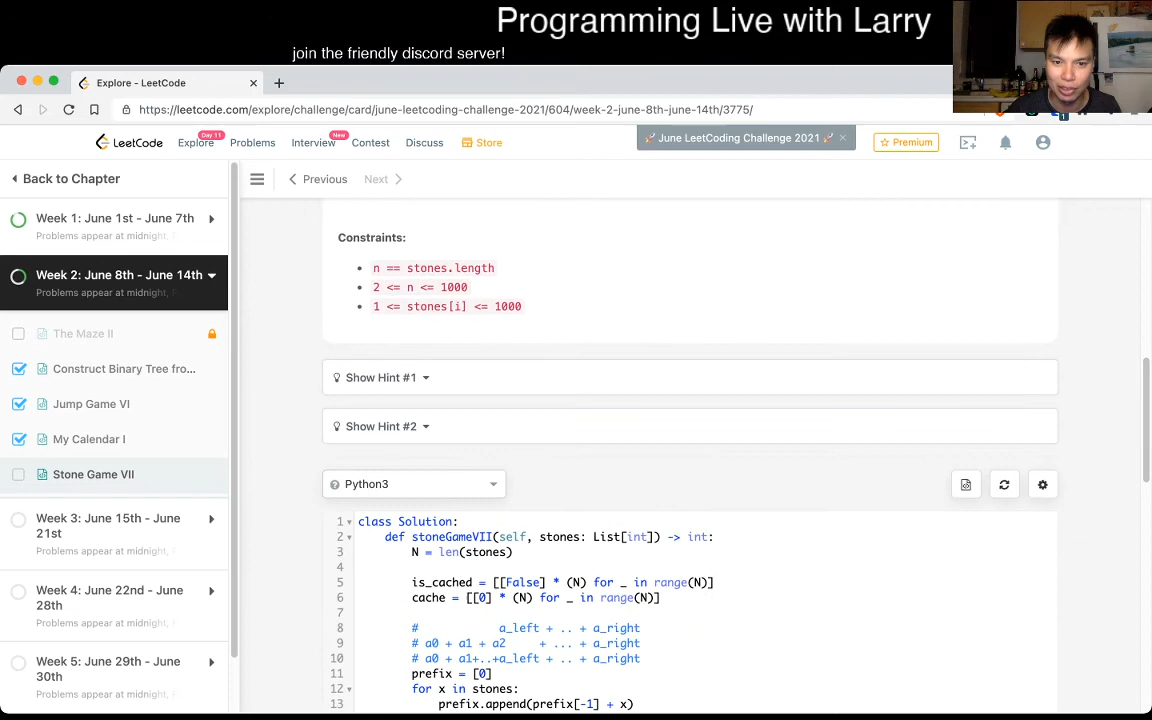 Programming Live with Larry
join the friendly discord server!
Explore - LeetCode
https://leetcode.com/explore/challenge/card/june-leetcoding-challenge-2021/604/week-2-june-8th-june-14th/3775/
LeetCode
Explore
Day 11
Problems
Interview
New
Contest
Discuss
Store
🚀 June LeetCoding Challenge 2021 🚀 ×
Premium
Back to Chapter
Previous
Next
Week 1: June 1st - June 7th
Problems appear at midnight,
Week 2: June 8th - June 14th
Problems appear at midnight,
The Maze II
Construct Binary Tree fro...
Jump Game VI
My Calendar I
Stone Game VII
Week 3: June 15th - June
21st
Problems appear at midnight,
Week 4: June 22nd - June
28th
Problems appear at midnight,
Week 5: June 29th - June
30th
Problems appear at midnight,
Constraints:
• n == stones.length
• 2 <= n <= 1000
• 1 <= stones[i] <= 1000
Show Hint #1
Show Hint #2
Python3
1 class Solution:
2 def stoneGameVII(self, stones: List[int]) -> int:
3 N = len(stones)
4
5 is_cached = [[False] * (N) for _ in range(N)]
6 cache = [[0] * (N) for _ in range(N)]
7
8 # a_left + .. + a_right
9 # a0 + a1 + a2 + ... + a_right
10 # a0 + a1+..+a_left + .. + a_right
11 prefix = [0]
12 for x in stones:
13 prefix.append(prefix[-1] + x)